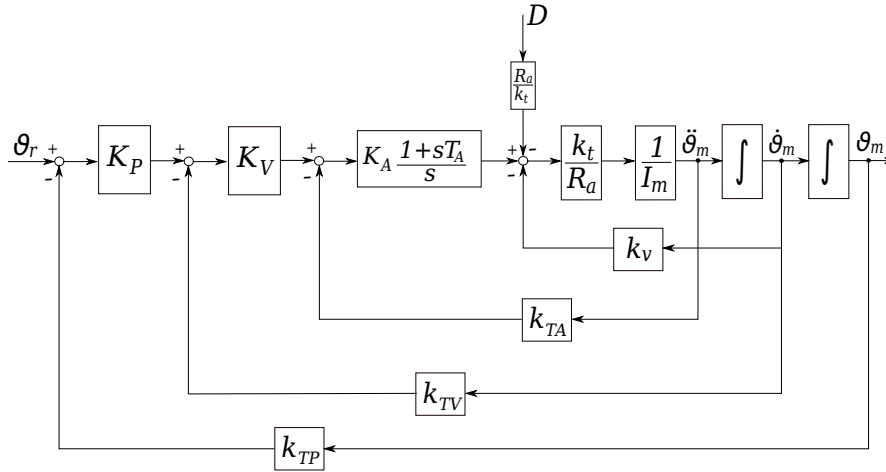 D
R_a/k_t
ϑ_r + - K_P + - K_V + - K_A (1+sT_A)/s + - - k_t/R_a 1/I_m ϑ̈_m ∫ ϑ̇_m ∫ ϑ_m
k_v
k_TA
k_TV
k_TP